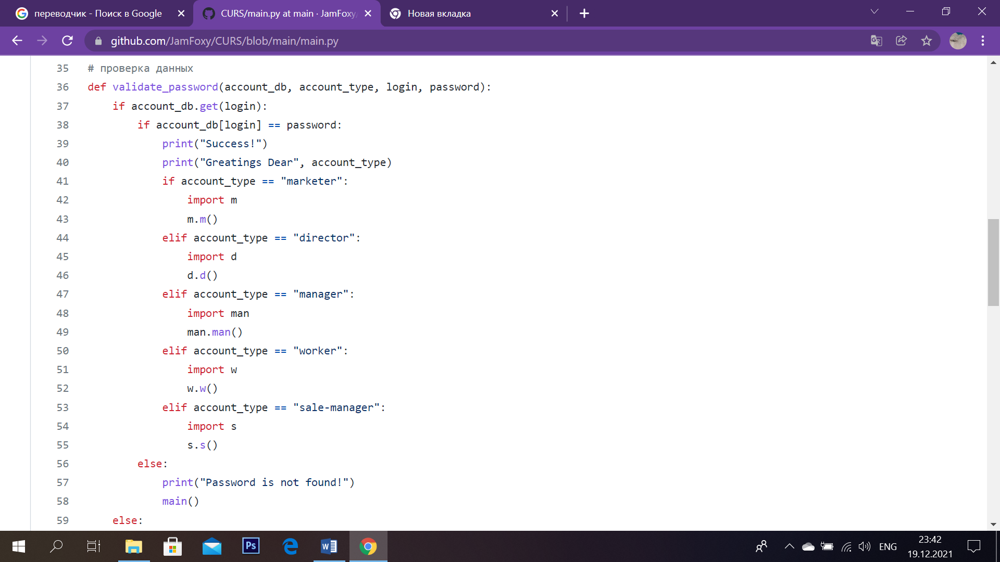 переводчик - Поиск в Google
CURS/main.py at main · JamFoxy/
Новая вкладка
github.com/JamFoxy/CURS/blob/main/main.py
35 # проверка данных
36 def validate_password(account_db, account_type, login, password):
37 if account_db.get(login):
38 if account_db[login] == password:
39 print("Success!")
40 print("Greatings Dear", account_type)
41 if account_type == "marketer":
42 import m
43 m.m()
44 elif account_type == "director":
45 import d
46 d.d()
47 elif account_type == "manager":
48 import man
49 man.man()
50 elif account_type == "worker":
51 import w
52 w.w()
53 elif account_type == "sale-manager":
54 import s
55 s.s()
56 else:
57 print("Password is not found!")
58 main()
59 else:
Ps
W
ENG
23:42
19.12.2021